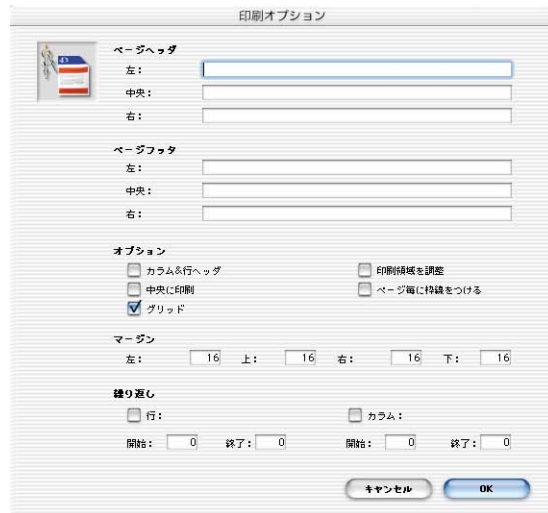 印刷オプション
ページヘッダ
左：
中央：
右：
ページフッタ
左：
中央：
右：
オプション
カラム&行ヘッダ 印刷領域を調整
中央に印刷 ページ毎に枠線をつける
グリッド
マージン
左： 16 上： 16 右： 16 下： 16
繰り返し
行： カラム：
開始： 0 終了： 0 開始： 0 終了： 0
キャンセル OK